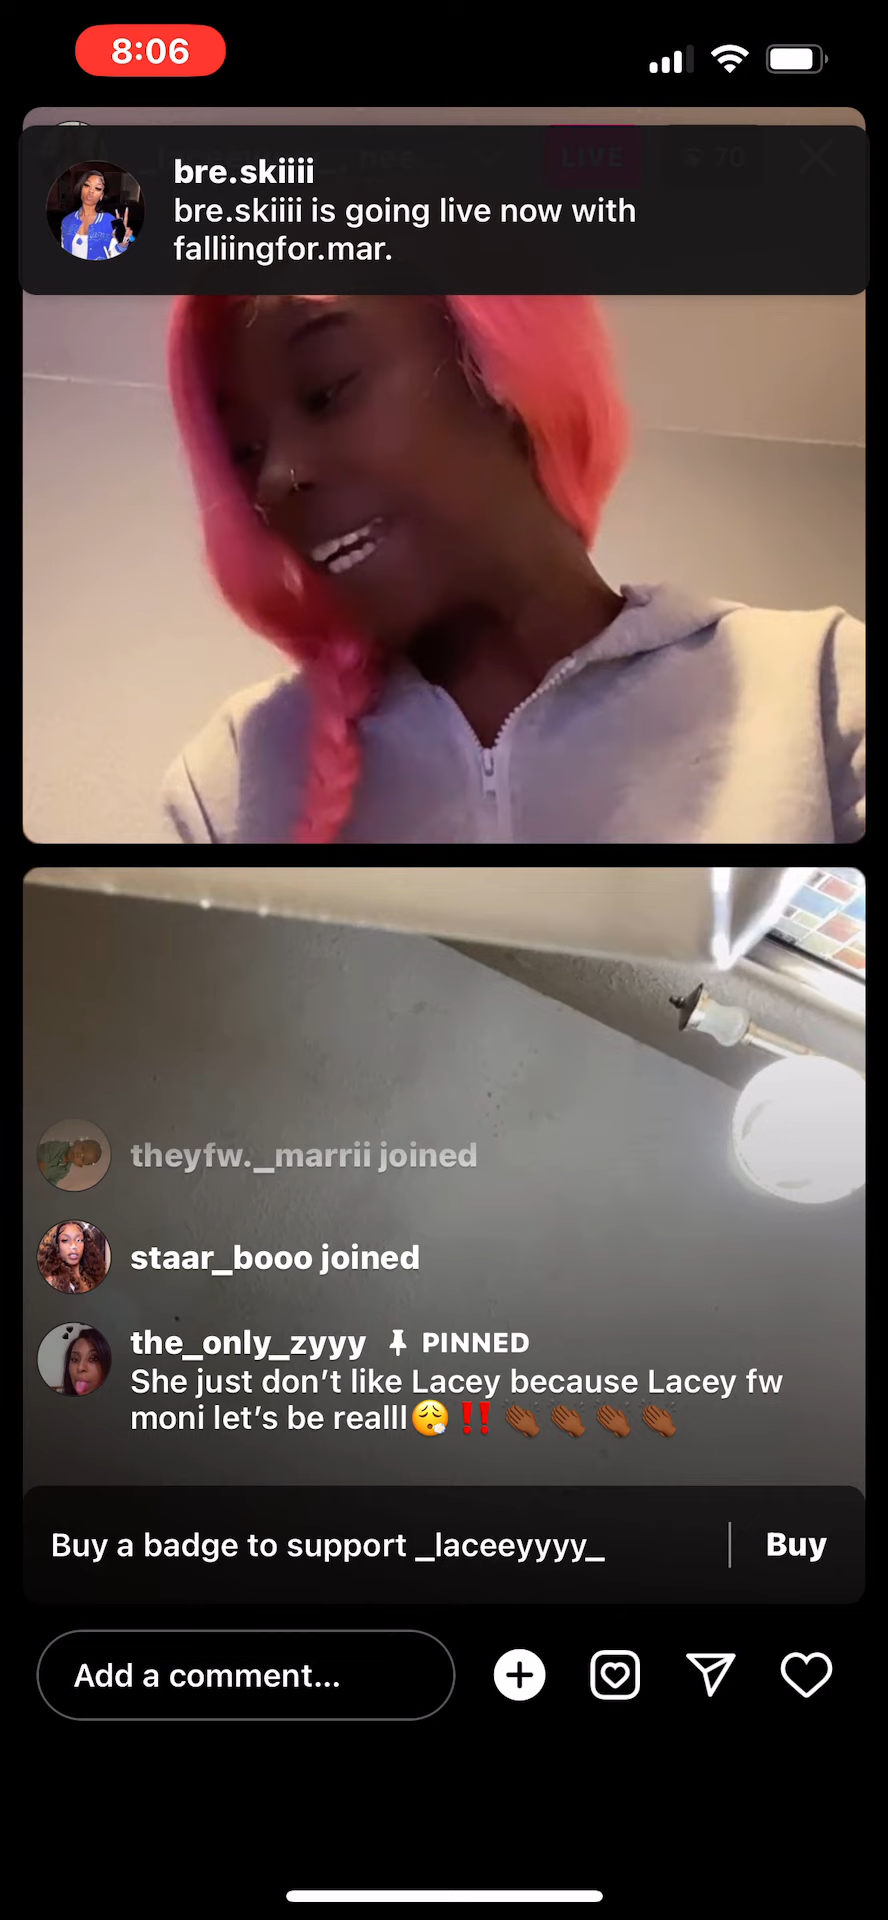 8:06
LIVE
70
bre.skiiii
bre.skiiii is going live now with
falliingfor.mar.
theyfw._marrii joined
staar_booo joined
the_only_zyyy PINNED
She just don't like Lacey because Lacey fw
moni let's be realll😮‍💨‼️👏🏾👏🏾👏🏾👏🏾
Buy a badge to support _laceeyyyy_
Buy
Add a comment...